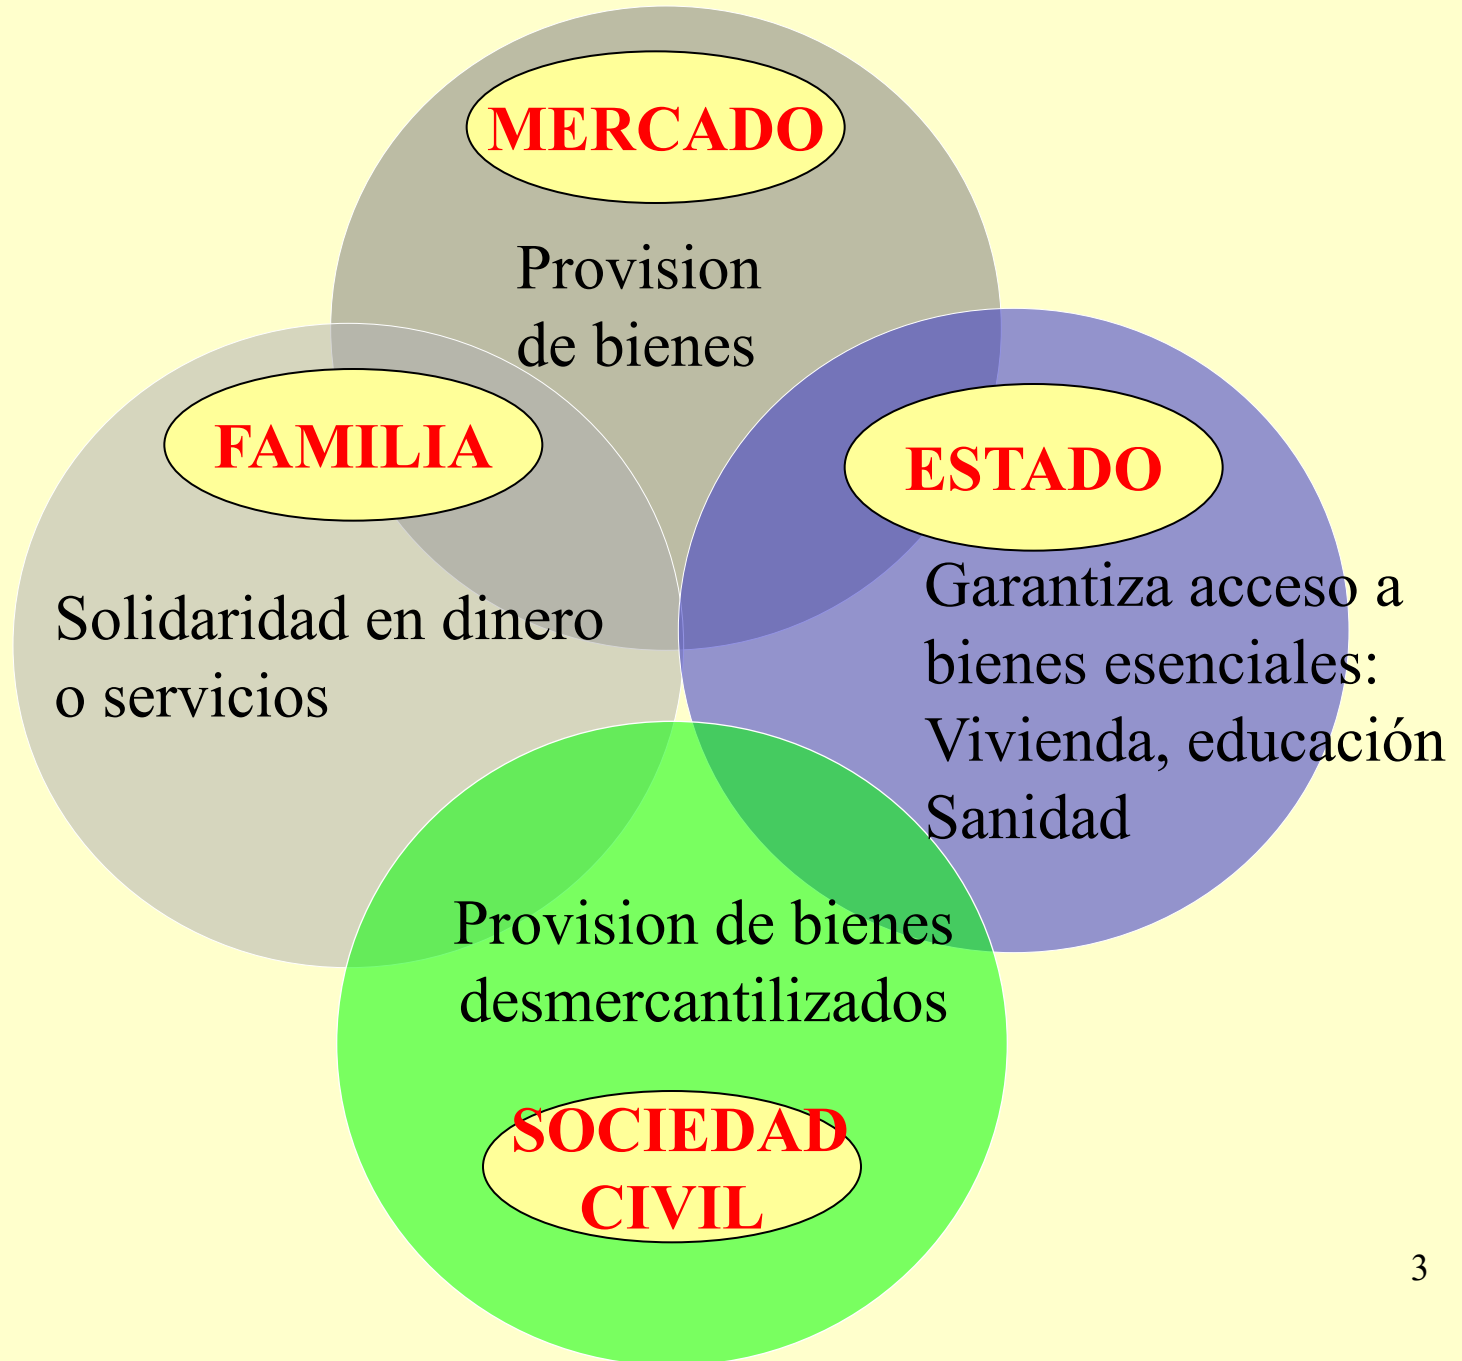 MERCADO
Provision
de bienes
FAMILIA
Solidaridad en dinero
o servicios
ESTADO
Garantiza acceso a
bienes esenciales:
Vivienda, educación
Sanidad
Provision de bienes
desmercantilizados
SOCIEDAD
CIVIL
3